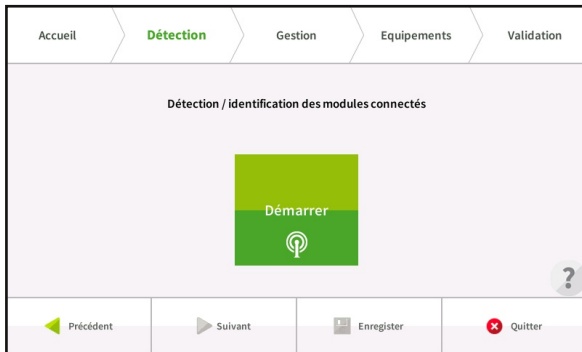 Accueil
Détection
Gestion
Equipements
Validation
Détection / identification des modules connectés
Démarrer
?
Précédent
Suivant
Enregister
Quitter